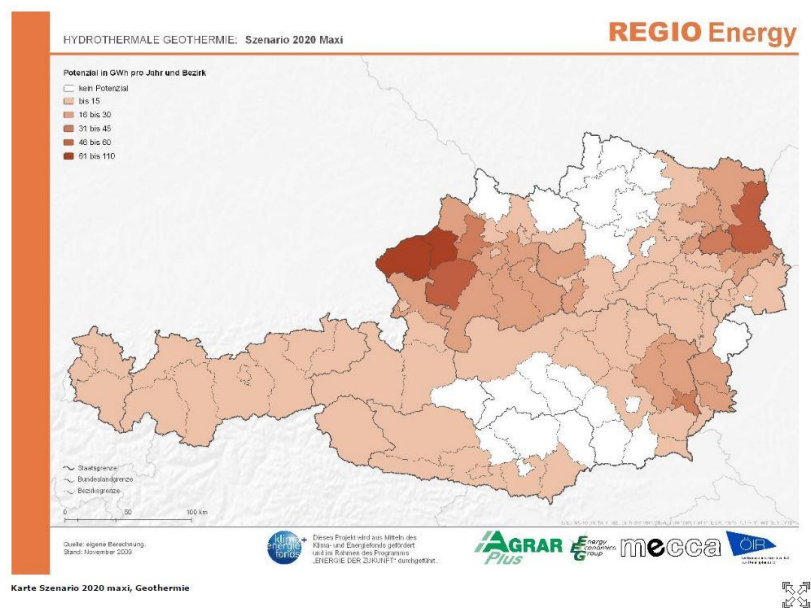 HYDROTHERMALE GEOTHERMIE: Szenario 2020 Maxi
REGIO Energy
Potenzial in GWh pro Jahr und Bezirk
kein Potenzial
bis 15
16 bis 30
31 bis 45
46 bis 60
61 bis 110
Staatsgrenze
Bundeslandgrenze
Bezirksgrenze
0 50 100 km
Quelle: eigene Berechnung.
Stand: November 2009
klima+
energie
fonds
Dieses Projekt wird aus Mitteln des
Klima- und Energiefonds gefördert
und im Rahmen des Programms
„ENERGIE DER ZUKUNFT“ durchgeführt.
AGRAR
Plus
Energy
Economics
Group
mecca
ÖIR
Karte Szenario 2020 maxi, Geothermie